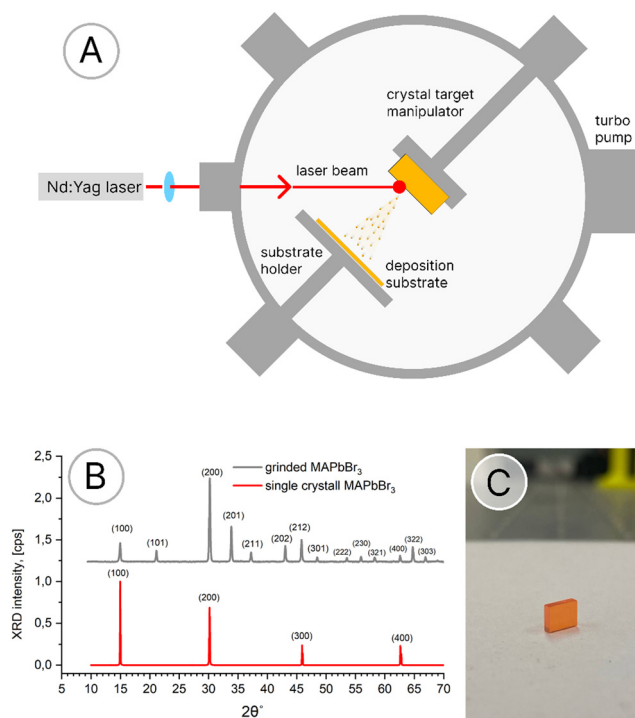 A
crystal target
manipulator
turbo
pump
laser beam
Nd:Yag laser
substrate
holder
deposition
substrate
B
C
2,5
2,0
1,5
1,0
0,5
0,0
XRD intensity, [cps]
grinded MAPbBr₃
single crystall MAPbBr₃
(100)
(101)
(200)
(201)
(211)
(202)
(212)
(301)
(222)
(230)
(321)
(400)
(322)
(303)
(100)
(200)
(300)
(400)
5 10 15 20 25 30 35 40 45 50 55 60 65 70
2θ°